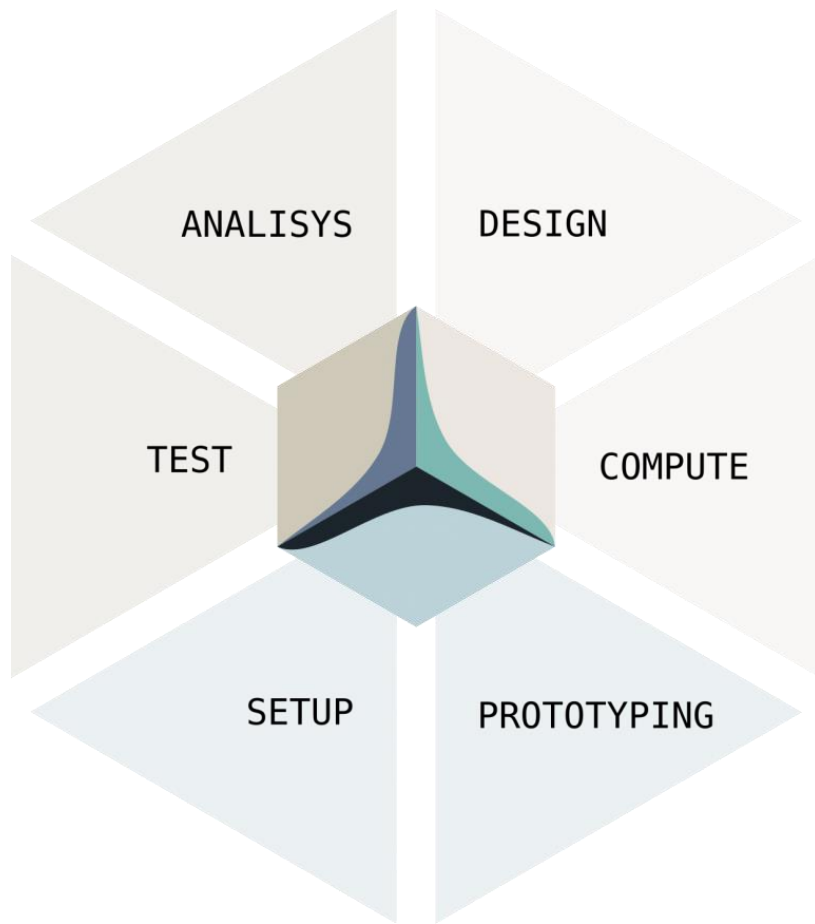 ANALISYS
DESIGN
TEST
COMPUTE
SETUP
PROTOTYPING